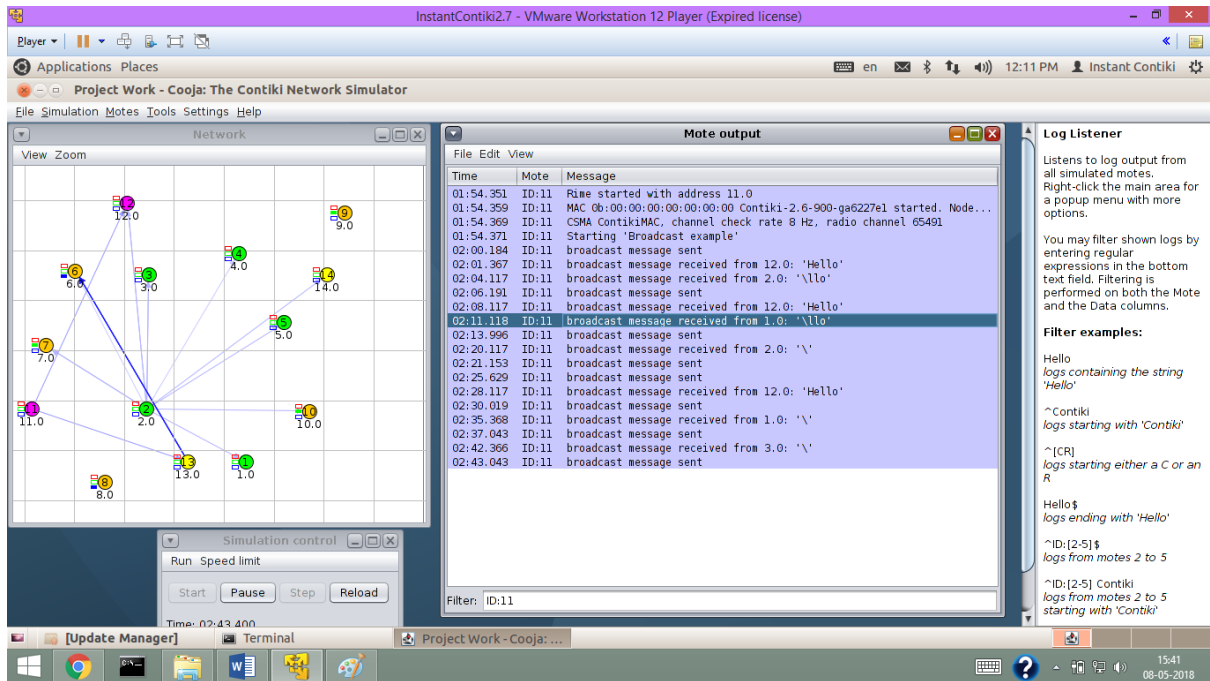 InstantContiki2.7 - VMware Workstation 12 Player (Expired license)
Player
Applications Places
en
12:11 PM
Instant Contiki
Project Work - Cooja: The Contiki Network Simulator
File Simulation Motes Tools Settings Help
Network
View Zoom
12
12.0
9
9.0
4
4.0
6
6.0
3
3.0
14
14.0
5
5.0
7
7.0
11
11.0
2
2.0
10
10.0
13
13.0
1
1.0
8
8.0
Simulation control
Run Speed limit
Start Pause Step Reload
Time: 02:43.400
Mote output
File Edit View
Time Mote Message
01:54.351 ID:11 Rime started with address 11.0
01:54.359 ID:11 MAC 0b:00:00:00:00:00:00:00 Contiki-2.6-900-ga6227e1 started. Node...
01:54.369 ID:11 CSMA ContikiMAC, channel check rate 8 Hz, radio channel 65491
01:54.371 ID:11 Starting 'Broadcast example'
02:00.184 ID:11 broadcast message sent
02:01.367 ID:11 broadcast message received from 12.0: 'Hello'
02:04.117 ID:11 broadcast message received from 2.0: '\llo'
02:06.191 ID:11 broadcast message sent
02:08.117 ID:11 broadcast message received from 12.0: 'Hello'
02:11.118 ID:11 broadcast message received from 1.0: '\llo'
02:13.996 ID:11 broadcast message sent
02:20.117 ID:11 broadcast message received from 2.0: '\'
02:21.153 ID:11 broadcast message sent
02:25.629 ID:11 broadcast message sent
02:28.117 ID:11 broadcast message received from 12.0: 'Hello'
02:30.019 ID:11 broadcast message sent
02:35.368 ID:11 broadcast message received from 1.0: '\'
02:37.043 ID:11 broadcast message sent
02:42.366 ID:11 broadcast message received from 3.0: '\'
02:43.043 ID:11 broadcast message sent
Filter: ID:11
Log Listener
Listens to log output from
all simulated motes.
Right-click the main area for
a popup menu with more
options.
You may filter shown logs by
entering regular
expressions in the bottom
text field. Filtering is
performed on both the Mote
and the Data columns.
Filter examples:
Hello
logs containing the string
'Hello'
^Contiki
logs starting with 'Contiki'
^[CR]
logs starting either a C or an
R
Hello$
logs ending with 'Hello'
^ID:[2-5]$
logs from motes 2 to 5
^ID:[2-5] Contiki
logs from motes 2 to 5
starting with 'Contiki'
[Update Manager]
Terminal
Project Work - Cooja: ...
15:41
08-05-2018